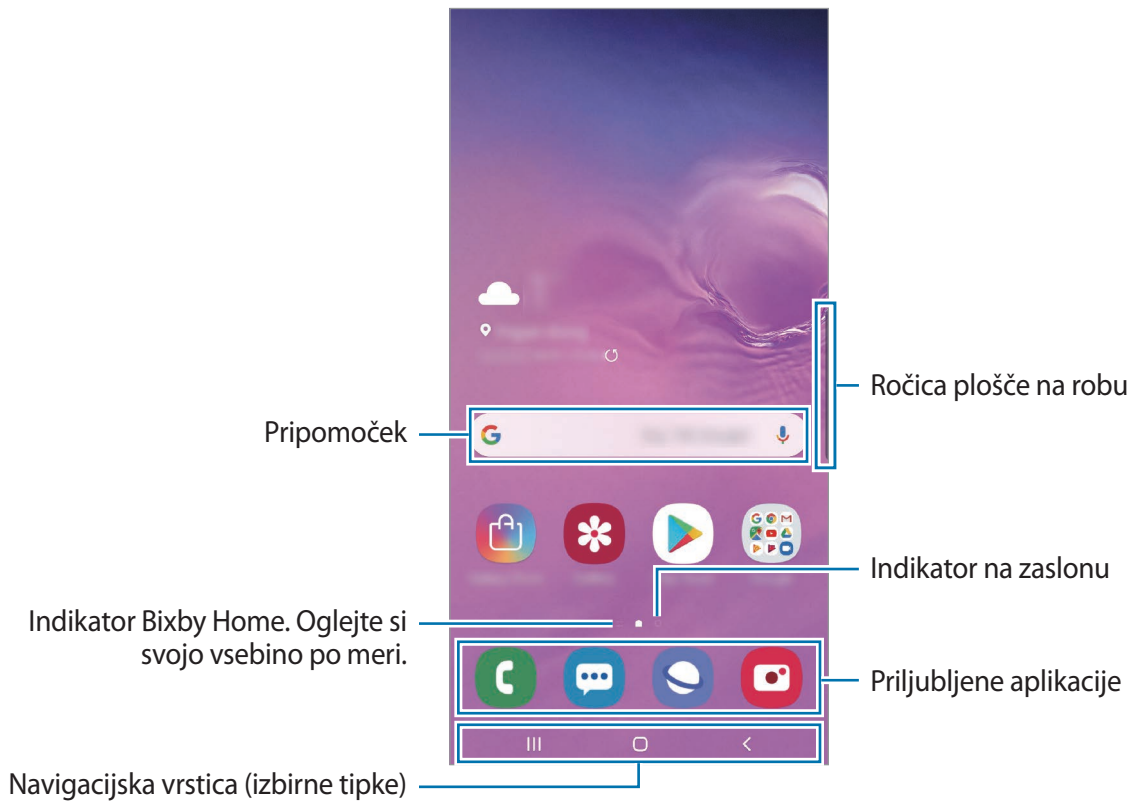 Ročica plošče na robu
Pripomoček
Indikator na zaslonu
Indikator Bixby Home. Oglejte si
svojo vsebino po meri.
Priljubljene aplikacije
Navigacijska vrstica (izbirne tipke)